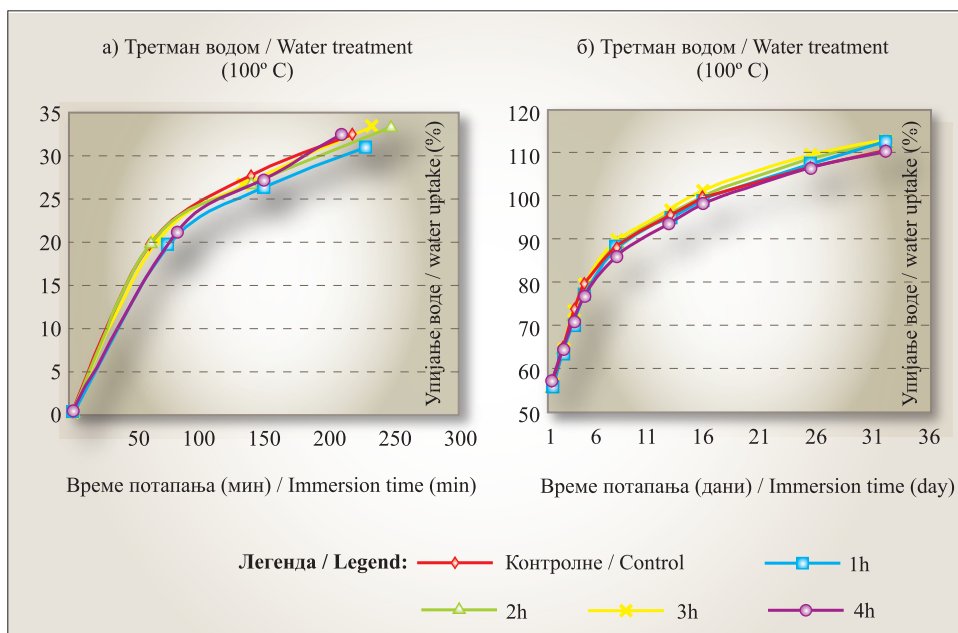 а) Третман водом / Water treatment
(100º C)
35
30
25
20
15
10
5
0
50 100 150 200 250 300
Упијање воде / water uptake (%)
Време потапања (мин) / Immersion time (min)
б) Третман водом / Water treatment
(100º C)
120
110
100
90
80
70
60
50
1 6 11 16 21 26 31 36
Упијање воде / water uptake (%)
Време потапања (дани) / Immersion time (day)
Легенда / Legend: Контролне / Control 1h
2h 3h 4h